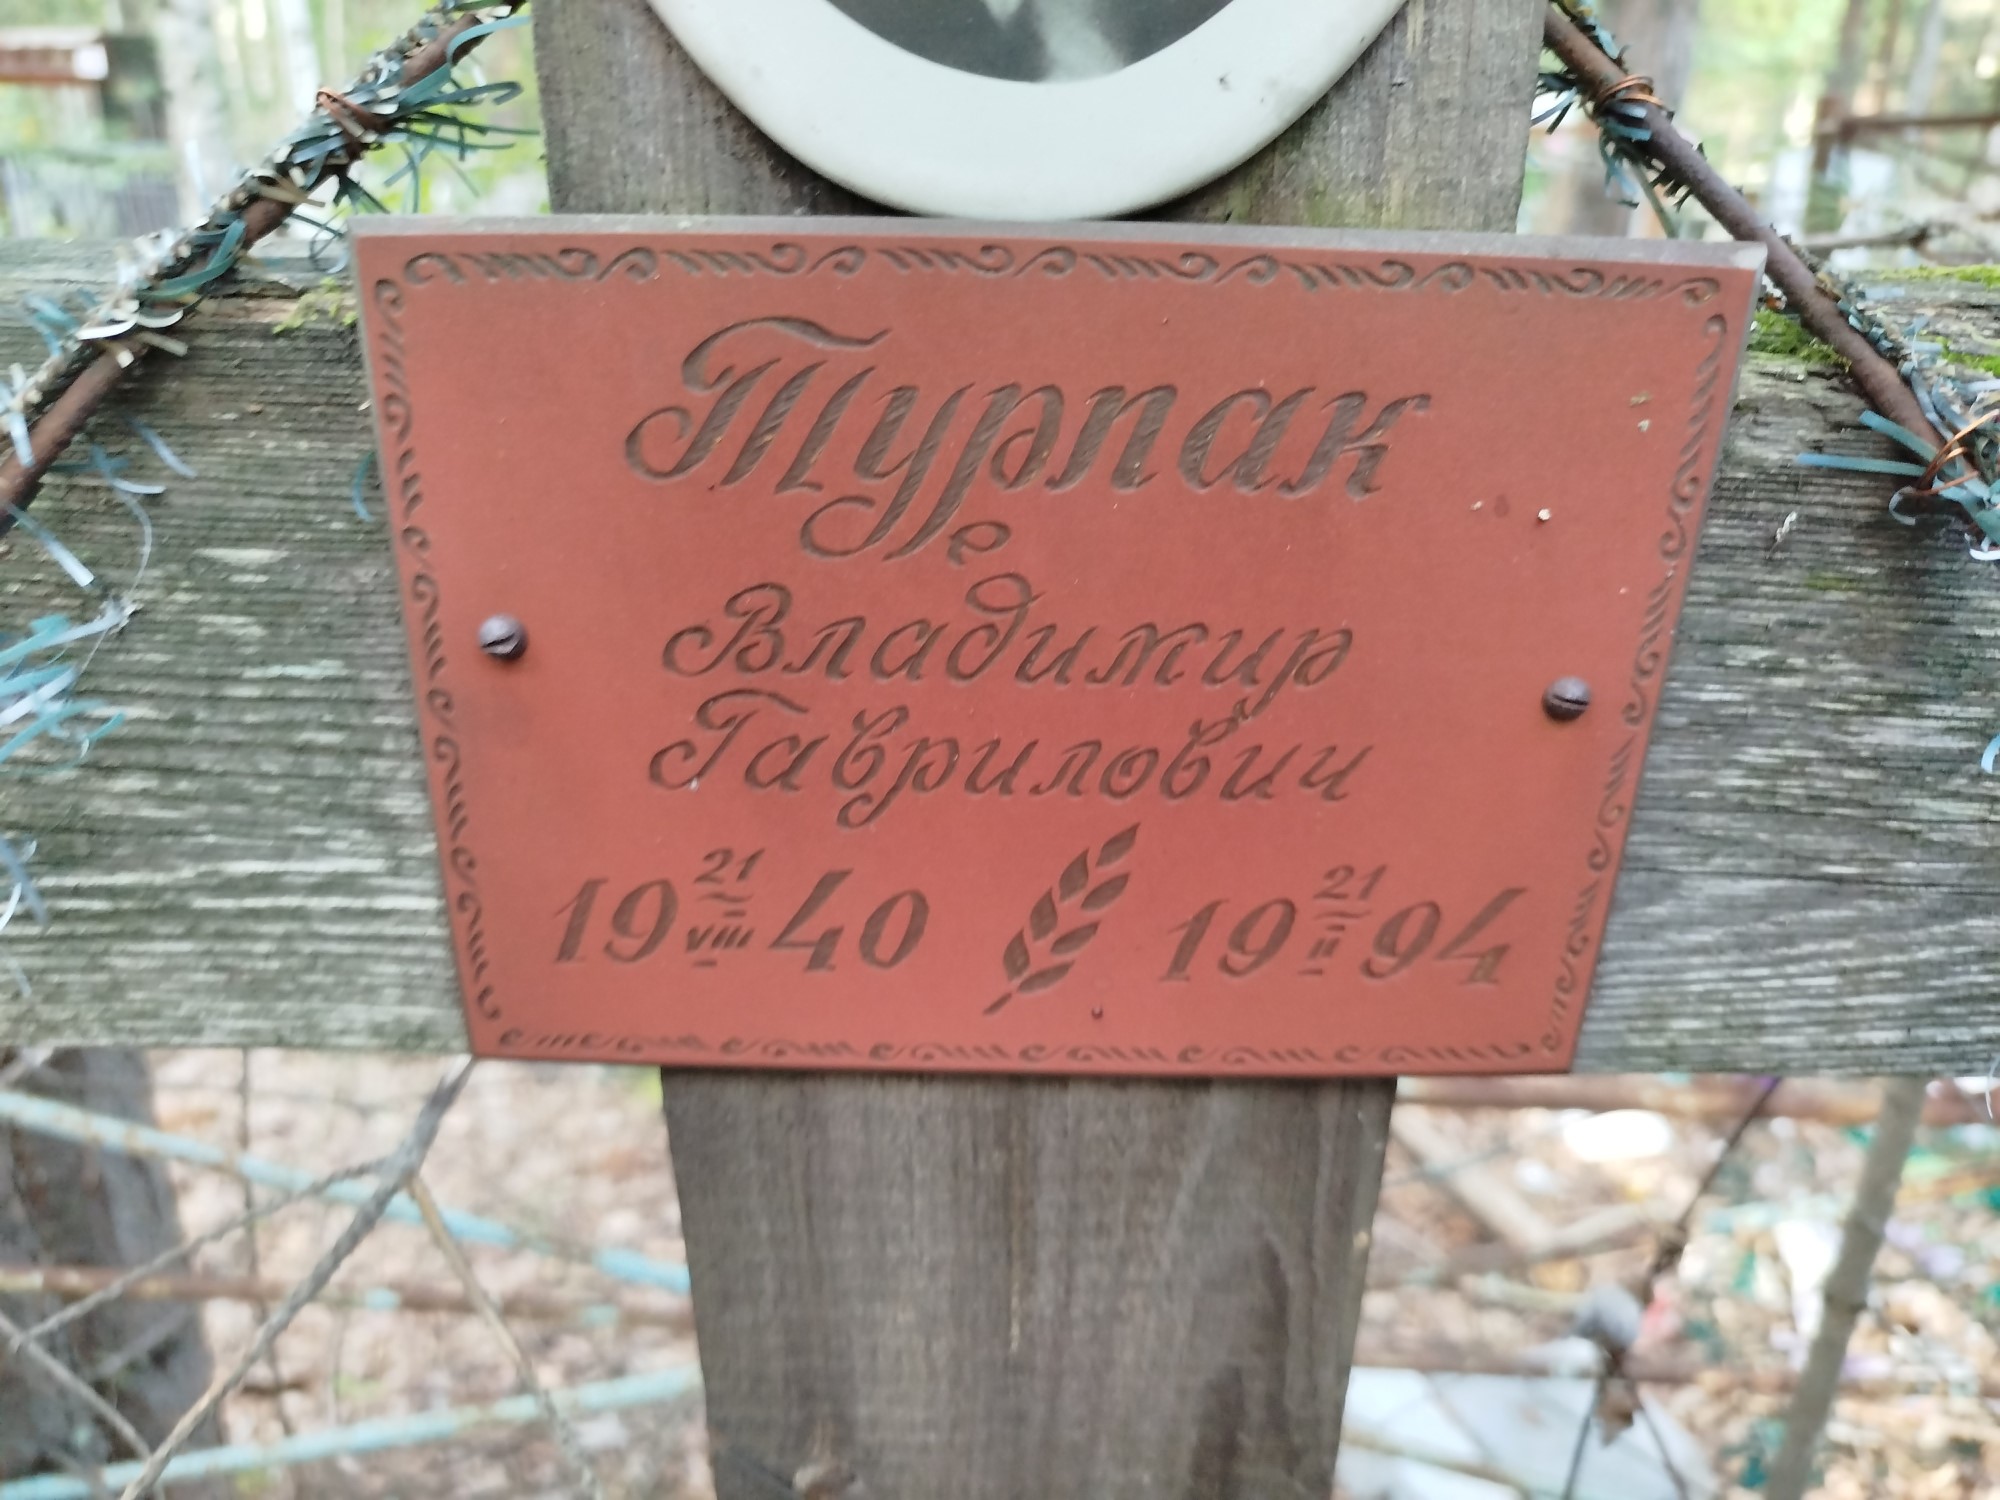 Турпак
Владимир
Гаврилович
19 21/VIII 40 19 21/II 94